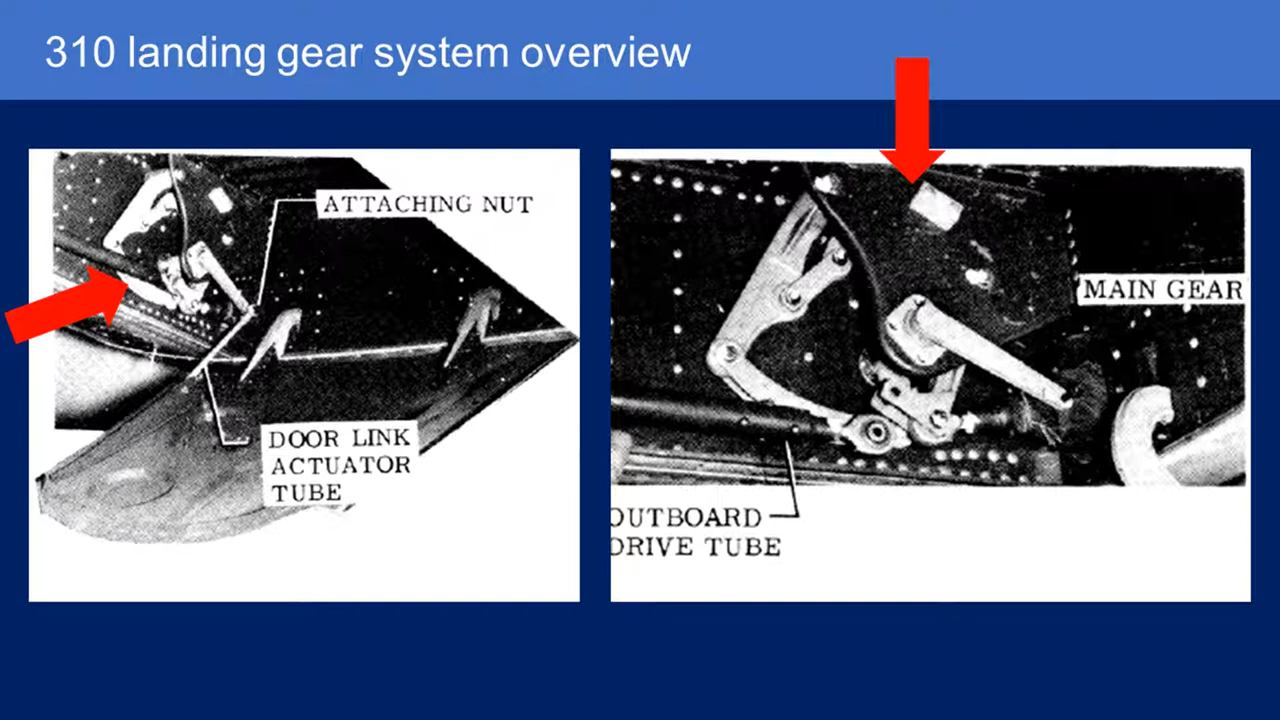 310 landing gear system overview
ATTACHING NUT
DOOR LINK
ACTUATOR
TUBE
MAIN GEAR
OUTBOARD
DRIVE TUBE